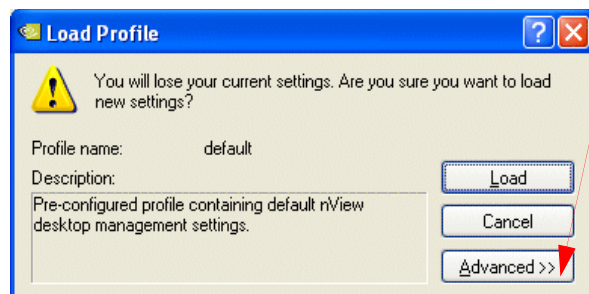 Load Profile
You will lose your current settings. Are you sure you want to load
new settings?
Profile name: default
Description:
Pre-configured profile containing default nView
desktop management settings.
Load
Cancel
Advanced >>